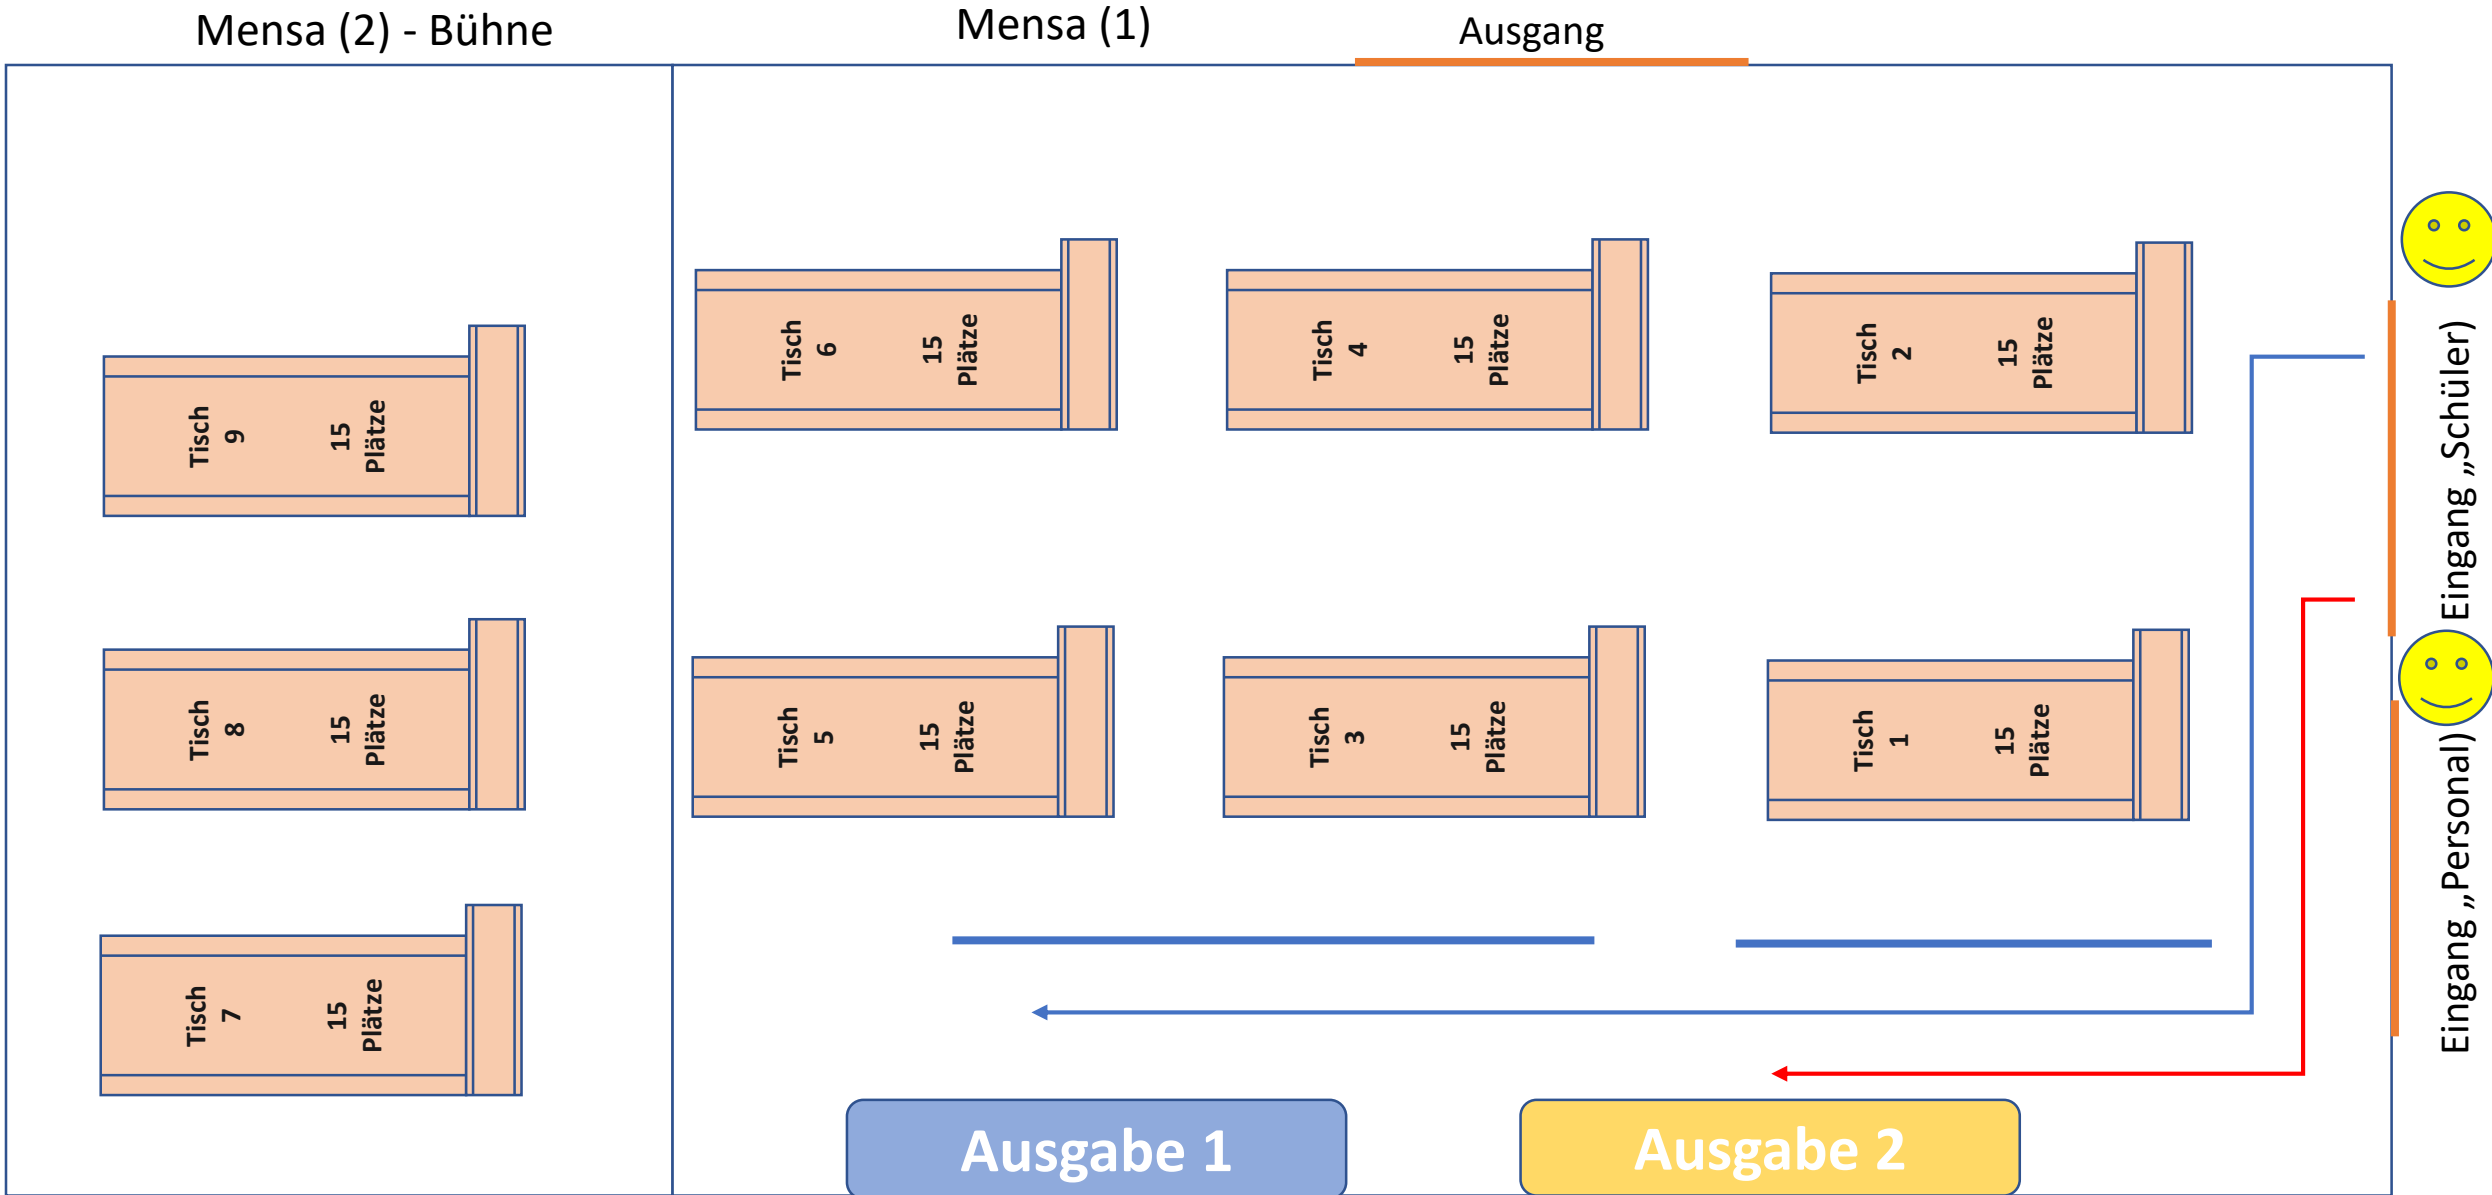 Mensa (2) - Bühne
Mensa (1)
Ausgang
Tisch
9
15
Plätze
Tisch
8
15
Plätze
Tisch
7
15
Plätze
Tisch
6
15
Plätze
Tisch
4
15
Plätze
Tisch
2
15
Plätze
Tisch
5
15
Plätze
Tisch
3
15
Plätze
Tisch
1
15
Plätze
Eingang „Schüler)
Eingang „Personal)
Ausgabe 1
Ausgabe 2